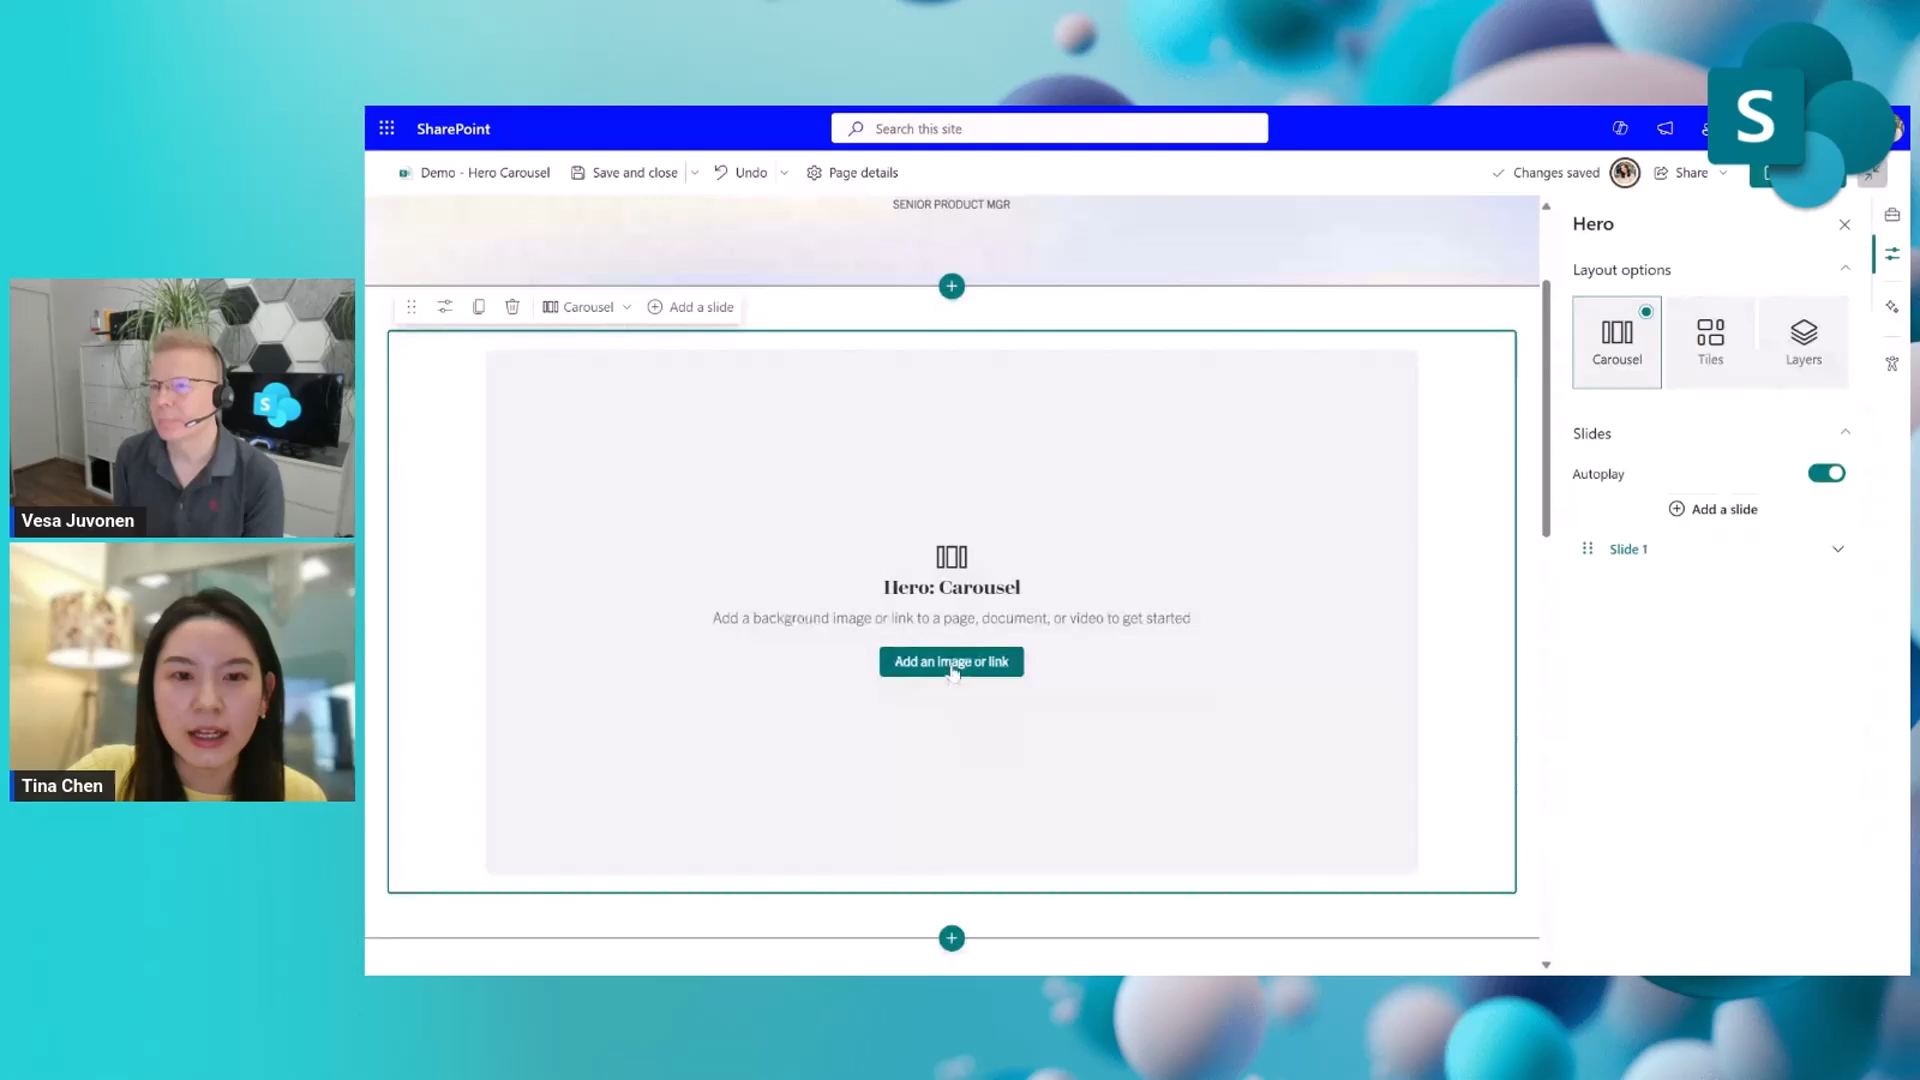 S
SharePoint
Search this site
Demo - Hero Carousel
Save and close
Undo
Page details
Changes saved
Share
SENIOR PRODUCT MGR
Carousel
Add a slide
Hero: Carousel
Add a background image or link to a page, document, or video to get started
Add an image or link
Hero
Layout options
Carousel
Tiles
Layers
Slides
Autoplay
Add a slide
Slide 1
S
Vesa Juvonen
Tina Chen